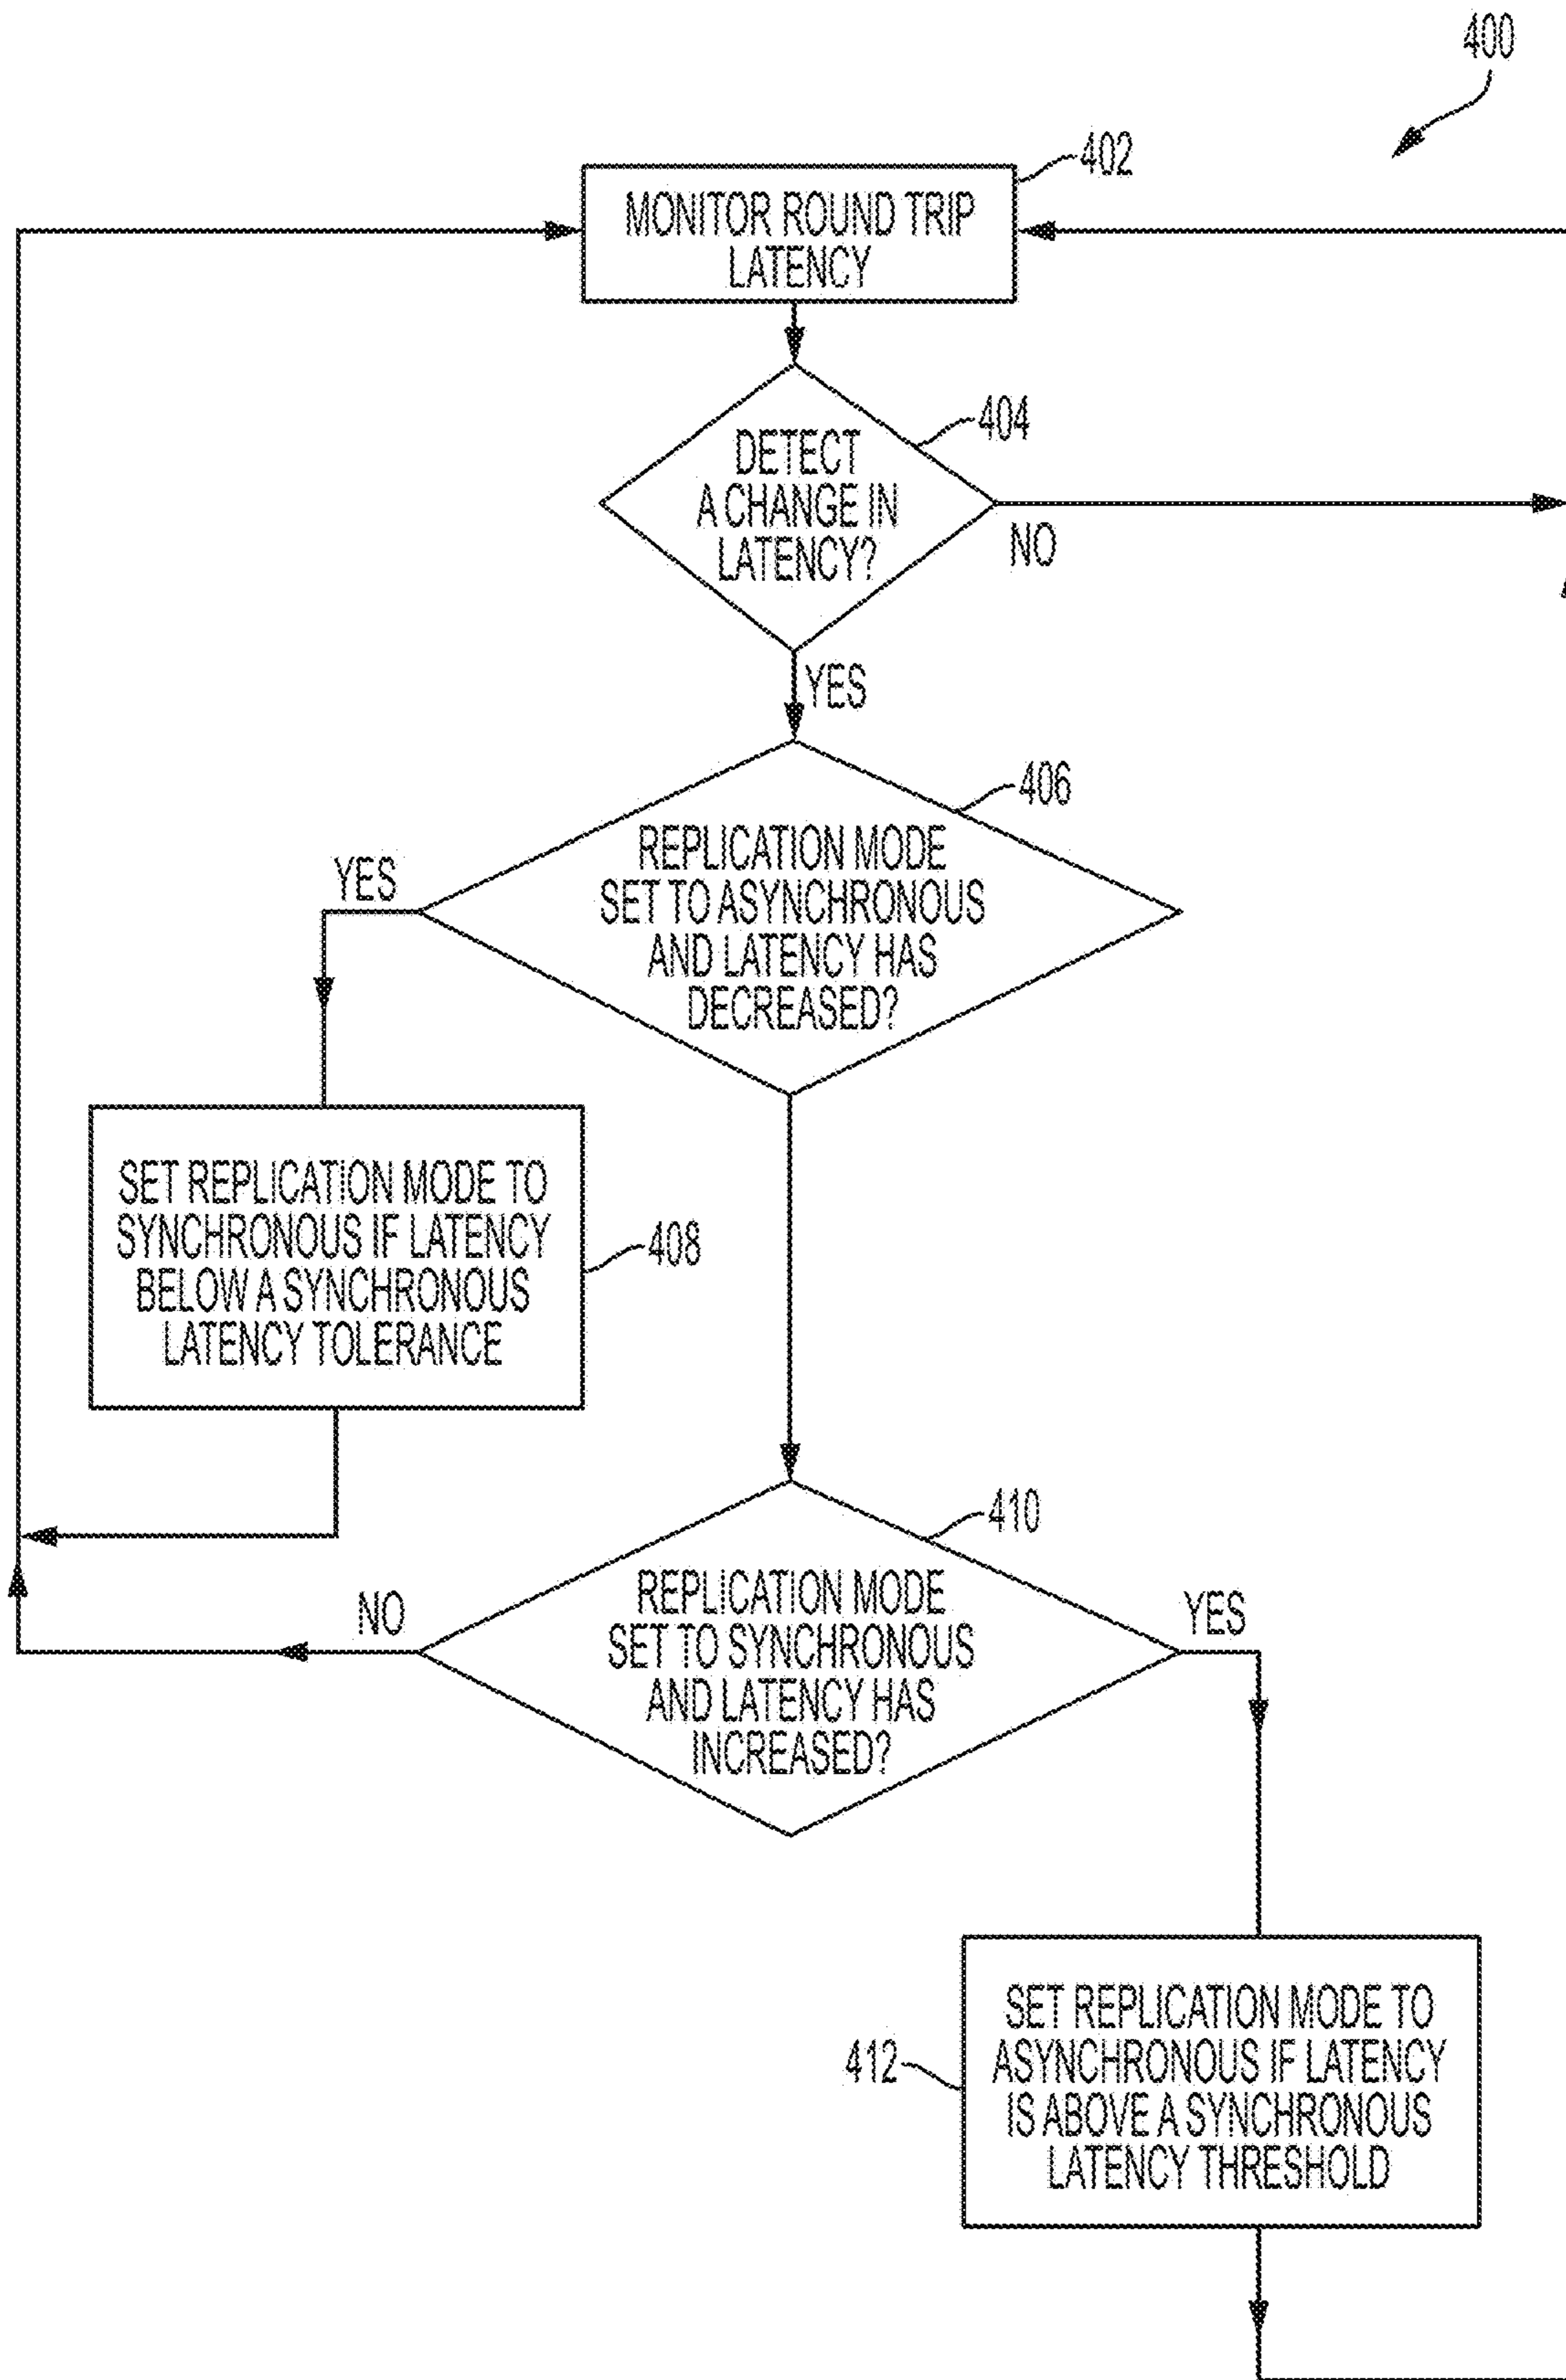 400
402
MONITOR ROUND TRIP
LATENCY
404
DETECT
A CHANGE IN
LATENCY?
NO
YES
406
REPLICATION MODE
SET TO ASYNCHRONOUS
AND LATENCY HAS
DECREASED?
YES
SET REPLICATION MODE TO
SYNCHRONOUS IF LATENCY
BELOW A SYNCHRONOUS
LATENCY TOLERANCE
408
410
REPLICATION MODE
SET TO SYNCHRONOUS
AND LATENCY HAS
INCREASED?
NO
YES
412
SET REPLICATION MODE TO
ASYNCHRONOUS IF LATENCY
IS ABOVE A SYNCHRONOUS
LATENCY THRESHOLD